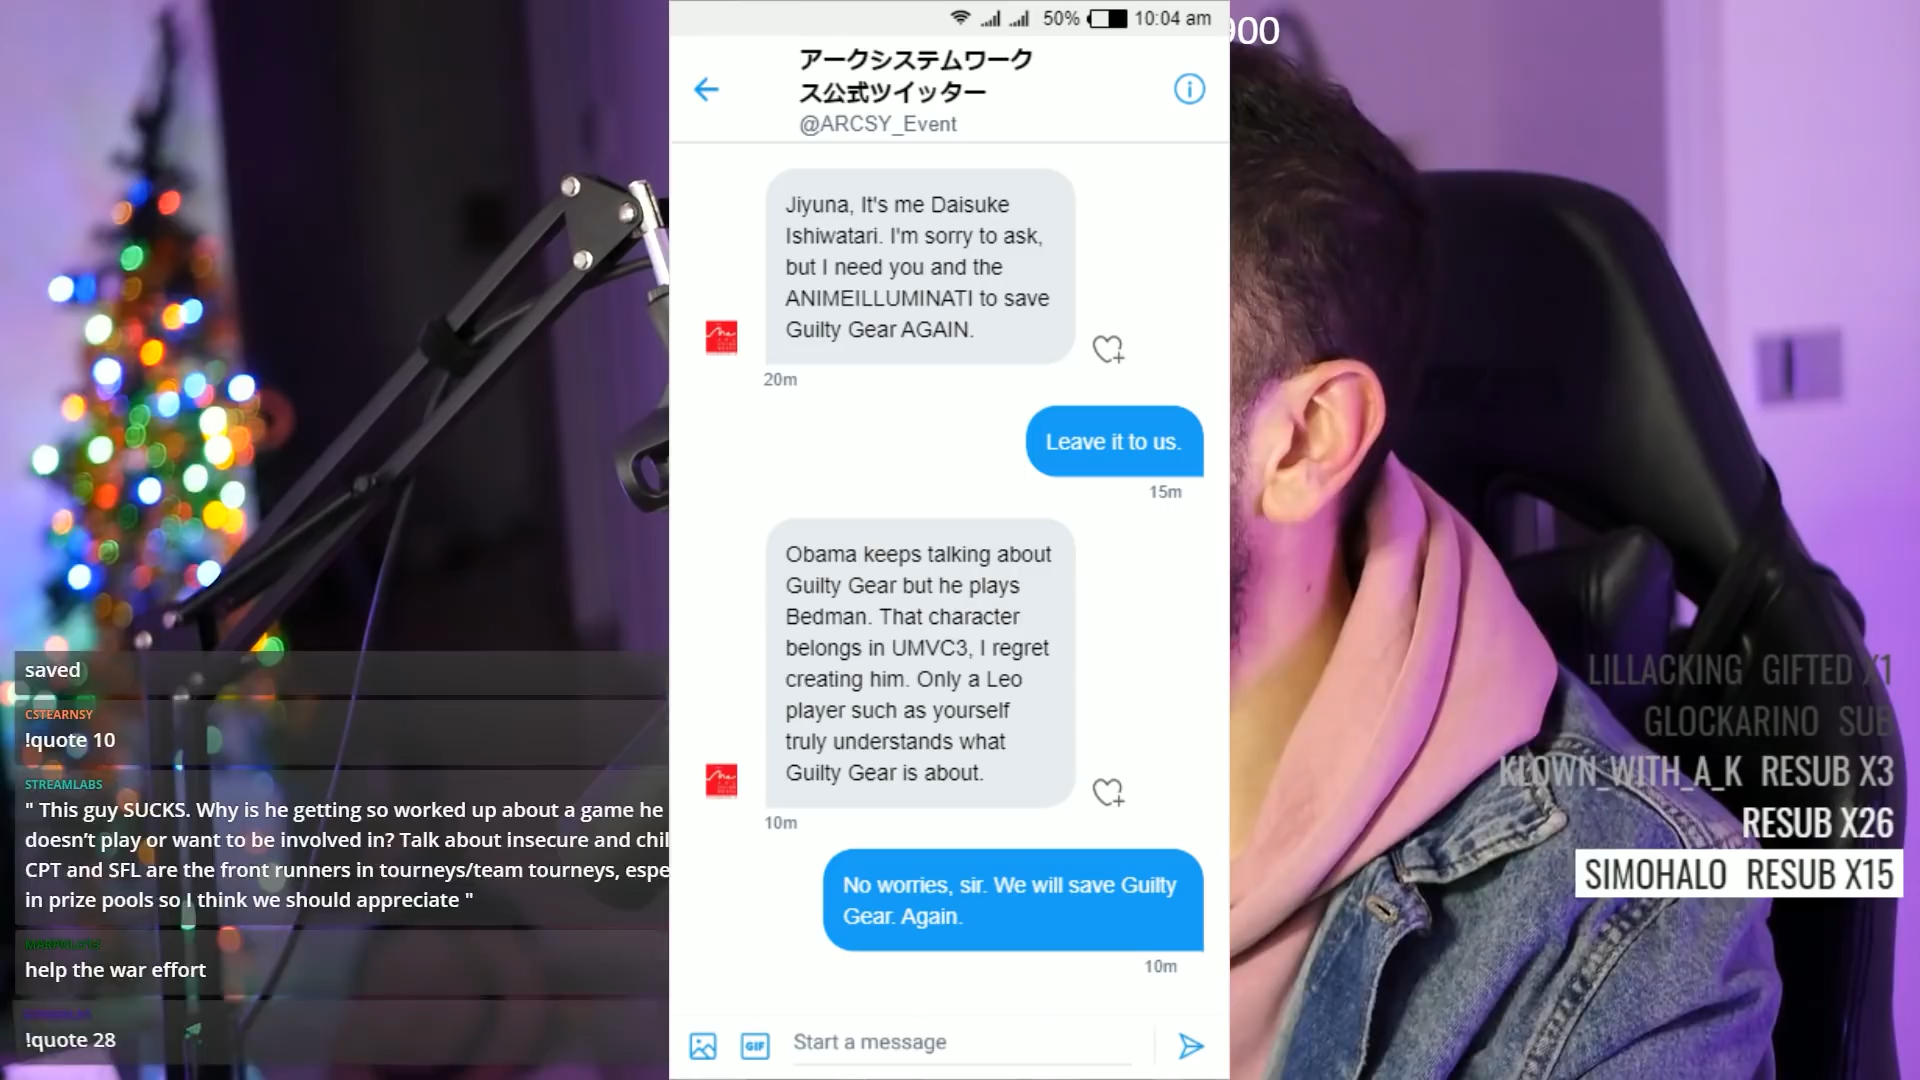 50% 10:04 am
アークシステムワーク
ス公式ツイッター
@ARCSY_Event
Jiyuna, It's me Daisuke
Ishiwatari. I'm sorry to ask,
but I need you and the
ANIMEILLUMINATI to save
Guilty Gear AGAIN.
20m
Leave it to us.
15m
Obama keeps talking about
Guilty Gear but he plays
Bedman. That character
belongs in UMVC3, I regret
creating him. Only a Leo
player such as yourself
truly understands what
Guilty Gear is about.
10m
No worries, sir. We will save Guilty
Gear. Again.
10m
GIF Start a message
saved
CSTEARNSY
!quote 10
STREAMLABS
" This guy SUCKS. Why is he getting so worked up about a game he
doesn’t play or want to be involved in? Talk about insecure and chil
CPT and SFL are the front runners in tourneys/team tourneys, espe
in prize pools so I think we should appreciate "
help the war effort
!quote 28
00
LILLACKING GIFTED X1
GLOCKARINO SUB
KLOWN_WITH_A_K RESUB X3
RESUB X26
SIMOHALO RESUB X15